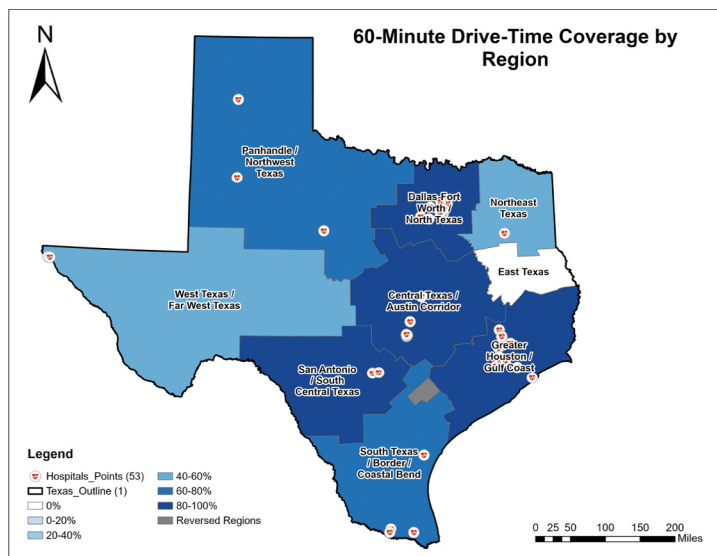 60-Minute Drive-Time Coverage by
Region
N
Panhandle /
Northwest
Texas
Dallas-Fort
Worth /
North Texas
Northeast
Texas
East Texas
West Texas /
Far West Texas
Central Texas /
Austin Corridor
Greater
Houston /
Gulf Coast
San Antonio
/ South
Central Texas
South Texas
/ Border /
Coastal Bend
Legend
Hospitals_Points (53)
Texas_Outline (1)
0%
0-20%
20-40%
40-60%
60-80%
80-100%
Reversed Regions
0 25 50 100 150 200
Miles